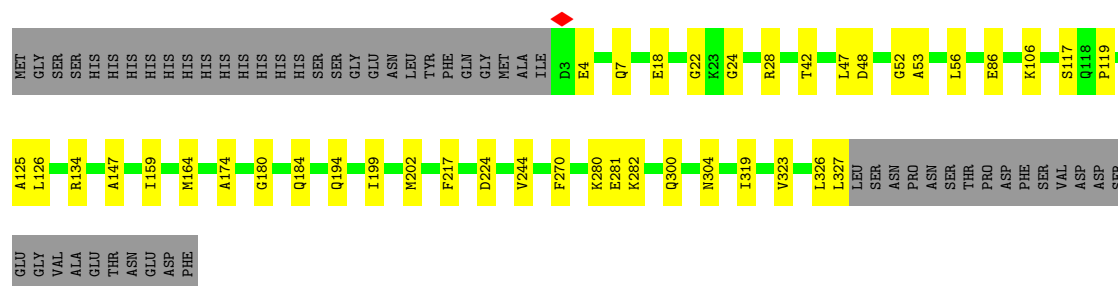 MET GLY SER SER HIS HIS HIS HIS HIS HIS HIS HIS HIS HIS SER SER GLY GLU ASN LEU TYR PHE GLN GLY MET ALA ILE D3 E4 Q7 E18 G22 K23 G24 R28 T42 L47 D48 G52 A53 L56 E86 K106 S117 Q118 P119
A125 L126 R134 A147 I159 M164 A174 G180 Q184 Q194 I199 M202 F217 D224 V244 F270 K280 E281 K282 Q300 N304 I319 V323 L326 L327 LEU SER ASN PRO ASN SER THR PRO ASP PHE SER VAL ASP ASP SER
GLU GLY VAL ALA GLU THR ASN GLU ASP PHE